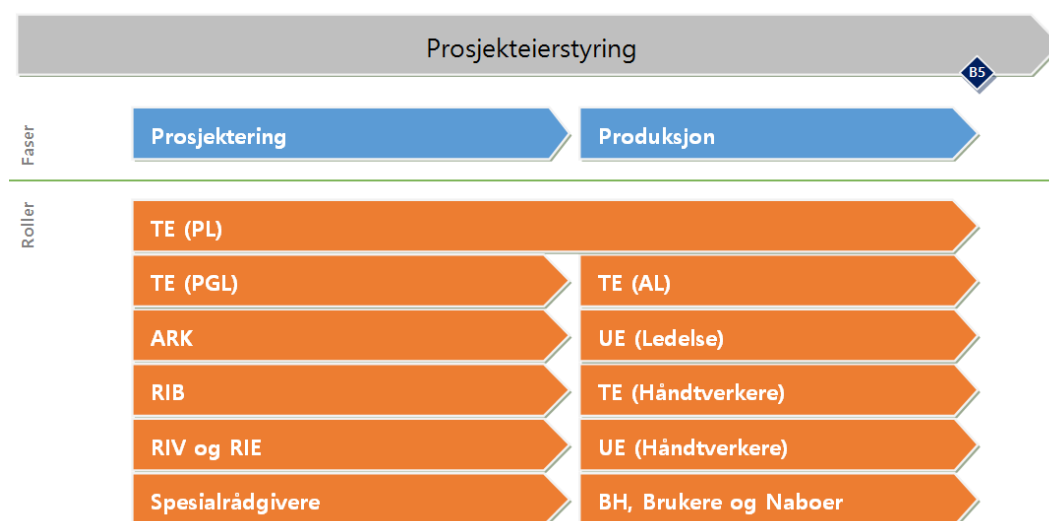 Prosjekteierstyring
B5
Faser
Prosjektering
Produksjon
Roller
TE (PL)
TE (PGL)
TE (AL)
ARK
UE (Ledelse)
RIB
TE (Håndtverkere)
RIV og RIE
UE (Håndtverkere)
Spesialrådgivere
BH, Brukere og Naboer